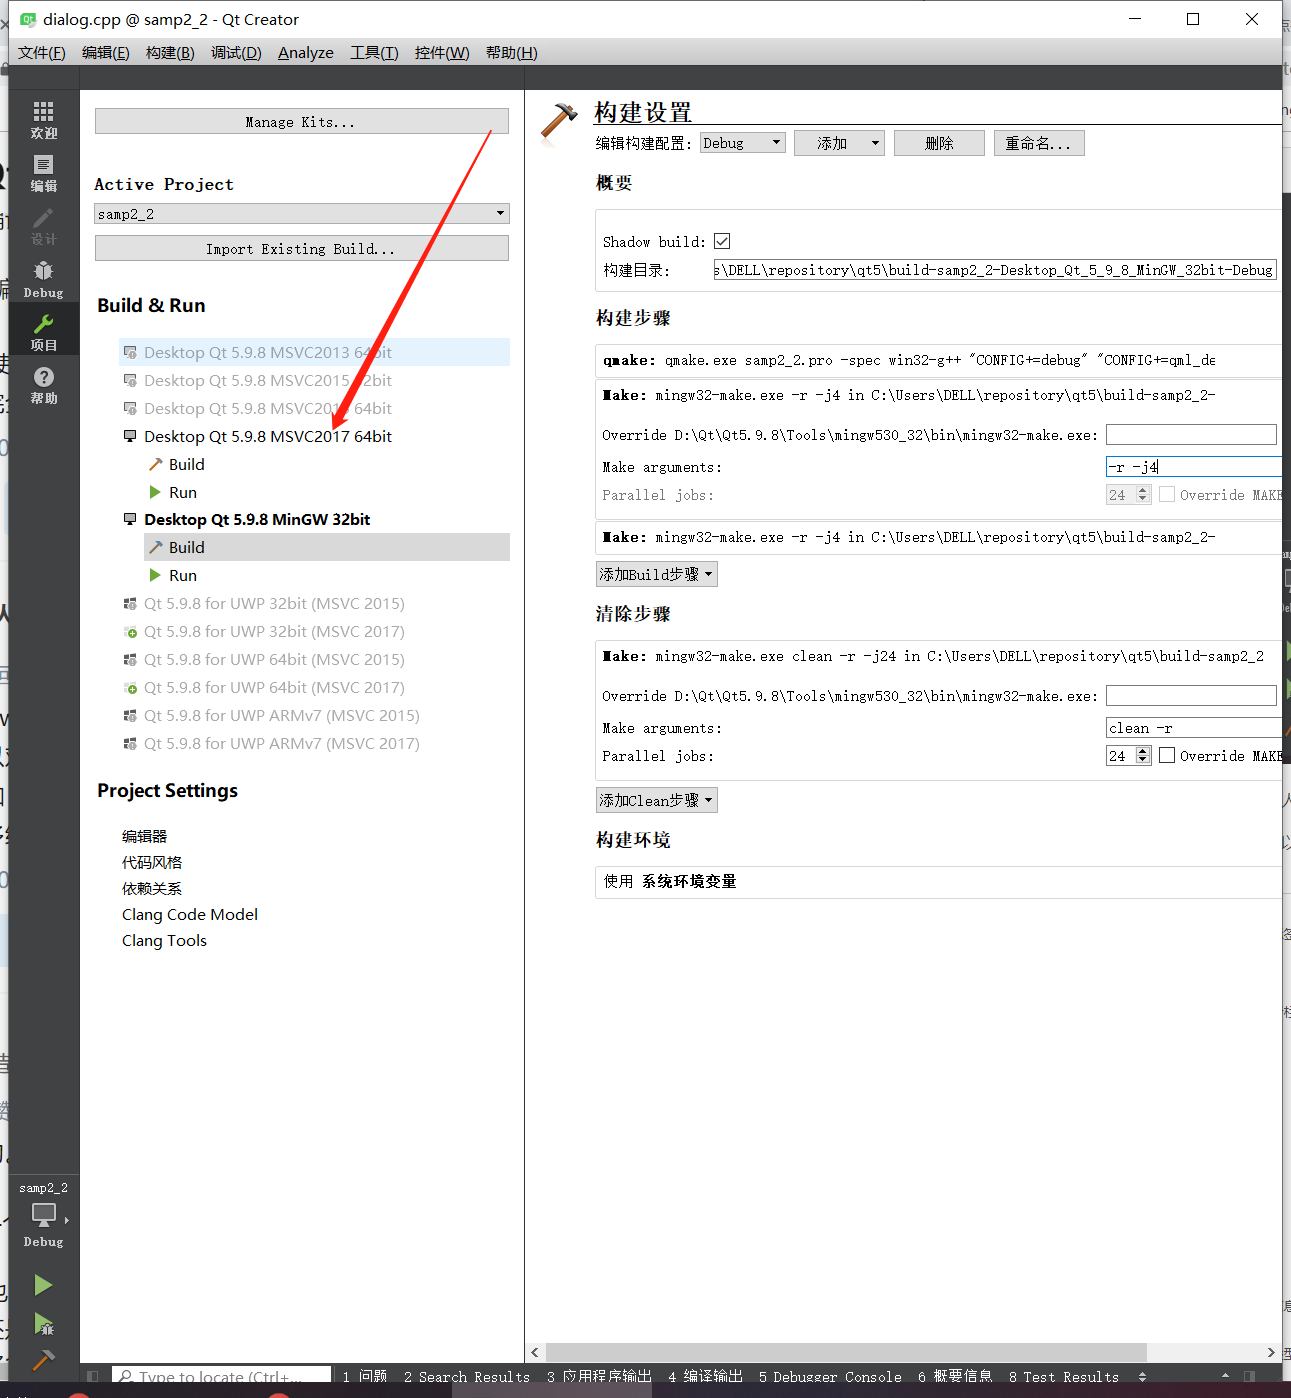 dialog.cpp @ samp2_2 - Qt Creator
文件(F) 编辑(E) 构建(B) 调试(D) Analyze 工具(T) 控件(W) 帮助(H)
欢迎
编辑
设计
Debug
项目
帮助
samp2_2
Debug
Manage Kits...
Active Project
samp2_2
Import Existing Build...
Build & Run
Desktop Qt 5.9.8 MSVC2013 64bit
Desktop Qt 5.9.8 MSVC2015 32bit
Desktop Qt 5.9.8 MSVC2015 64bit
Desktop Qt 5.9.8 MSVC2017 64bit
Build
Run
Desktop Qt 5.9.8 MinGW 32bit
Build
Run
Qt 5.9.8 for UWP 32bit (MSVC 2015)
Qt 5.9.8 for UWP 32bit (MSVC 2017)
Qt 5.9.8 for UWP 64bit (MSVC 2015)
Qt 5.9.8 for UWP 64bit (MSVC 2017)
Qt 5.9.8 for UWP ARMv7 (MSVC 2015)
Qt 5.9.8 for UWP ARMv7 (MSVC 2017)
Project Settings
编辑器
代码风格
依赖关系
Clang Code Model
Clang Tools
构建设置
编辑构建配置: Debug 添加 删除 重命名...
概要
Shadow build:
构建目录: s\DELL\repository\qt5\build-samp2_2-Desktop_Qt_5_9_8_MinGW_32bit-Debug
构建步骤
qmake: qmake.exe samp2_2.pro -spec win32-g++ "CONFIG+=debug" "CONFIG+=qml_de
Make: mingw32-make.exe -r -j4 in C:\Users\DELL\repository\qt5\build-samp2_2-
Override D:\Qt\Qt5.9.8\Tools\mingw530_32\bin\mingw32-make.exe:
Make arguments: -r -j4
Parallel jobs: 24 Override MAKE
Make: mingw32-make.exe -r -j4 in C:\Users\DELL\repository\qt5\build-samp2_2-
添加Build步骤
清除步骤
Make: mingw32-make.exe clean -r -j24 in C:\Users\DELL\repository\qt5\build-samp2_2
Override D:\Qt\Qt5.9.8\Tools\mingw530_32\bin\mingw32-make.exe:
Make arguments: clean -r
Parallel jobs: 24 Override MAKE
添加Clean步骤
构建环境
使用 系统环境变量
Type to locate (Ctrl+... 1 问题 2 Search Results 3 应用程序输出 4 编译输出 5 Debugger Console 6 概要信息 8 Test Results